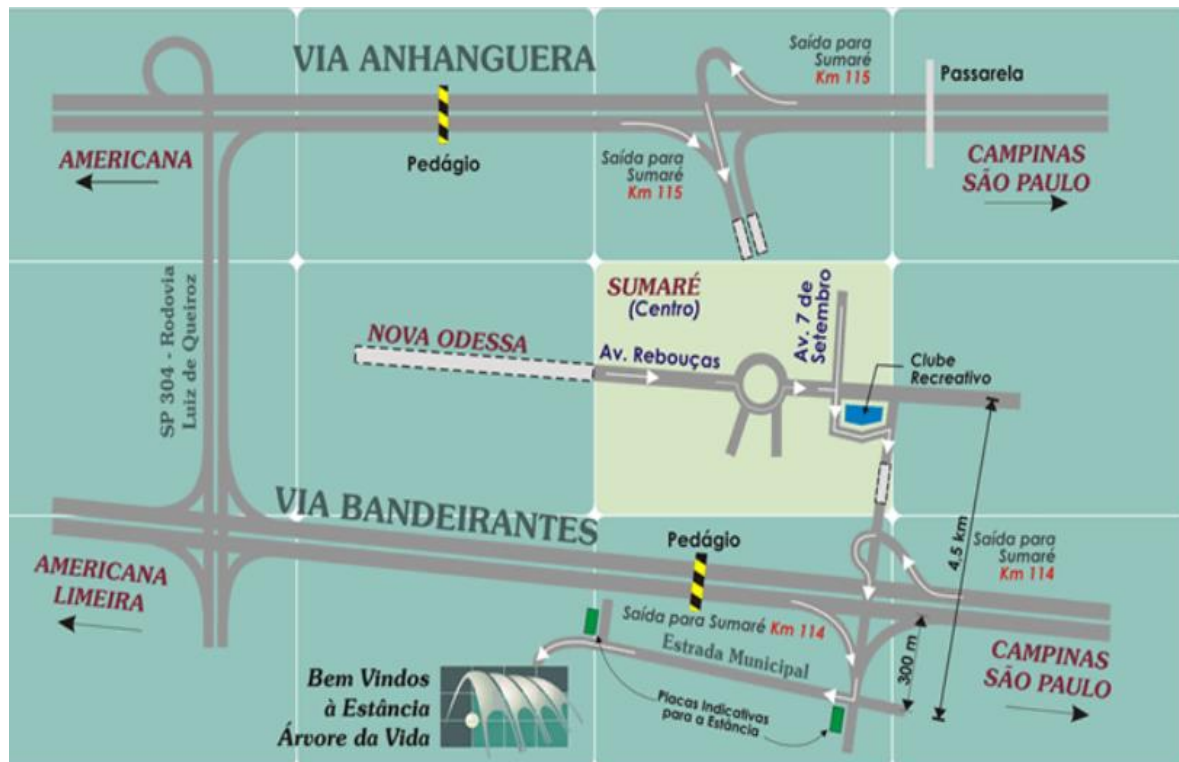 VIA ANHANGUERA
Saída para
Sumaré
Km 115
Passarela
AMERICANA
Pedágio
Saída para
Sumaré
Km 115
CAMPINAS
SÃO PAULO
SP 304 - Rodovia
Luiz de Queiroz
SUMARÉ
(Centro)
Av. 7 de
Setembro
NOVA ODESSA
Av. Rebouças
Clube
Recreativo
VIA BANDEIRANTES
Pedágio
4,5 km
Saída para
Sumaré
Km 114
AMERICANA
LIMEIRA
Saída para Sumaré Km 114
Estrada Municipal
300 m
CAMPINAS
SÃO PAULO
Bem Vindos
à Estância
Árvore da Vida
Placas Indicativas
para a Estância